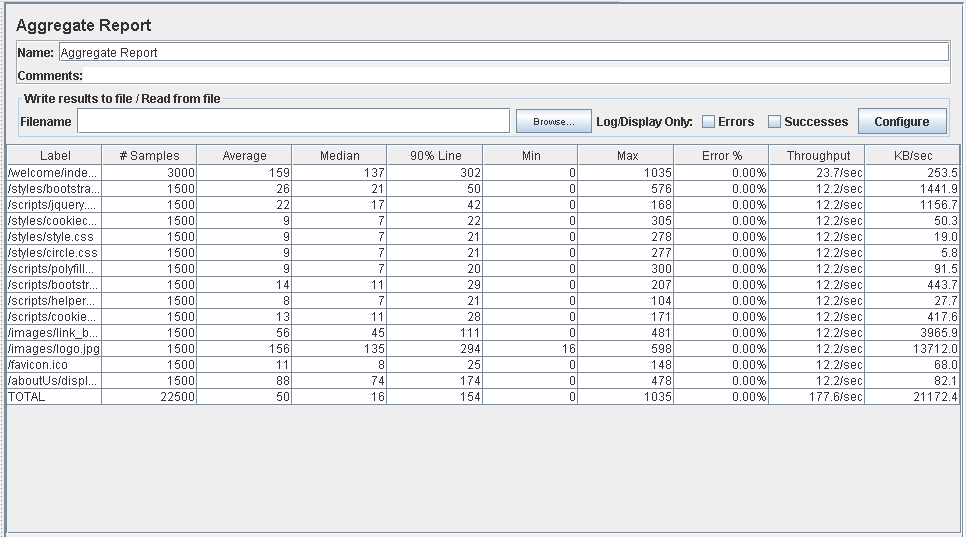 Aggregate Report
Name: Aggregate Report
Comments:
Write results to file / Read from file
Filename Browse... Log/Display Only: Errors Successes Configure
Label # Samples Average Median 90% Line Min Max Error % Throughput KB/sec
/welcome/inde... 3000 159 137 302 0 1035 0.00% 23.7/sec 253.5
/styles/bootstra... 1500 26 21 50 0 576 0.00% 12.2/sec 1441.9
/scripts/jquery.... 1500 22 17 42 0 168 0.00% 12.2/sec 1156.7
/styles/cookiec... 1500 9 7 22 0 305 0.00% 12.2/sec 50.3
/styles/style.css 1500 9 7 21 0 278 0.00% 12.2/sec 19.0
/styles/circle.css 1500 9 7 21 0 277 0.00% 12.2/sec 5.8
/scripts/polyfill... 1500 9 7 20 0 300 0.00% 12.2/sec 91.5
/scripts/bootstr... 1500 14 11 29 0 207 0.00% 12.2/sec 443.7
/scripts/helper... 1500 8 7 21 0 104 0.00% 12.2/sec 27.7
/scripts/cookie... 1500 13 11 28 0 171 0.00% 12.2/sec 417.6
/images/link_b... 1500 56 45 111 0 481 0.00% 12.2/sec 3965.9
/images/logo.jpg 1500 156 135 294 16 598 0.00% 12.2/sec 13712.0
/favicon.ico 1500 11 8 25 0 148 0.00% 12.2/sec 68.0
/aboutUs/displ... 1500 88 74 174 0 478 0.00% 12.2/sec 82.1
TOTAL 22500 50 16 154 0 1035 0.00% 177.6/sec 21172.4